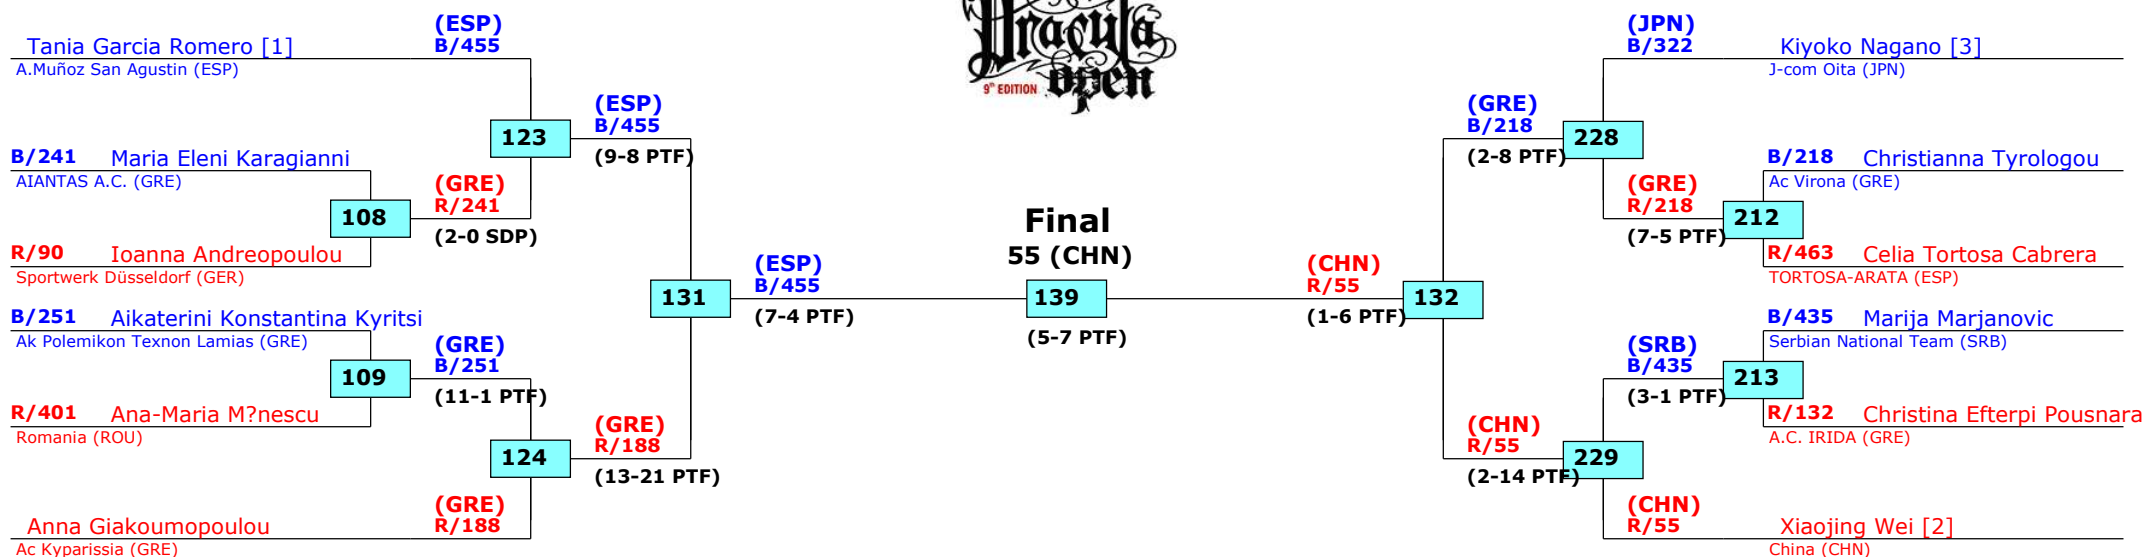 Dracula
open
9th EDITION
(ESP)
B/455
Tania Garcia Romero [1]
A.Muñoz San Agustin (ESP)
123
(ESP)
B/455
(9-8 PTF)
B/241 Maria Eleni Karagianni
AIANTAS A.C. (GRE)
108
(GRE)
R/241
(2-0 SDP)
R/90 Ioanna Andreopoulou
Sportwerk Düsseldorf (GER)
131
(ESP)
B/455
(7-4 PTF)
B/251 Aikaterini Konstantina Kyritsi
Ak Polemikon Texnon Lamias (GRE)
109
(GRE)
B/251
(11-1 PTF)
R/401 Ana-Maria M?nescu
Romania (ROU)
124
(GRE)
R/188
(13-21 PTF)
(GRE)
R/188
Anna Giakoumopoulou
Ac Kyparissia (GRE)
Final
55 (CHN)
139
(5-7 PTF)
(JPN)
B/322
Kiyoko Nagano [3]
J-com Oita (JPN)
(GRE)
B/218
228
(2-8 PTF)
B/218 Christianna Tyrologou
Ac Virona (GRE)
(GRE)
R/218
212
(7-5 PTF)
R/463 Celia Tortosa Cabrera
TORTOSA-ARATA (ESP)
(CHN)
R/55
132
(1-6 PTF)
B/435 Marija Marjanovic
Serbian National Team (SRB)
(SRB)
B/435
213
(3-1 PTF)
R/132 Christina Efterpi Pousnara
A.C. IRIDA (GRE)
(CHN)
R/55
229
(2-14 PTF)
(CHN)
R/55
Xiaojing Wei [2]
China (CHN)